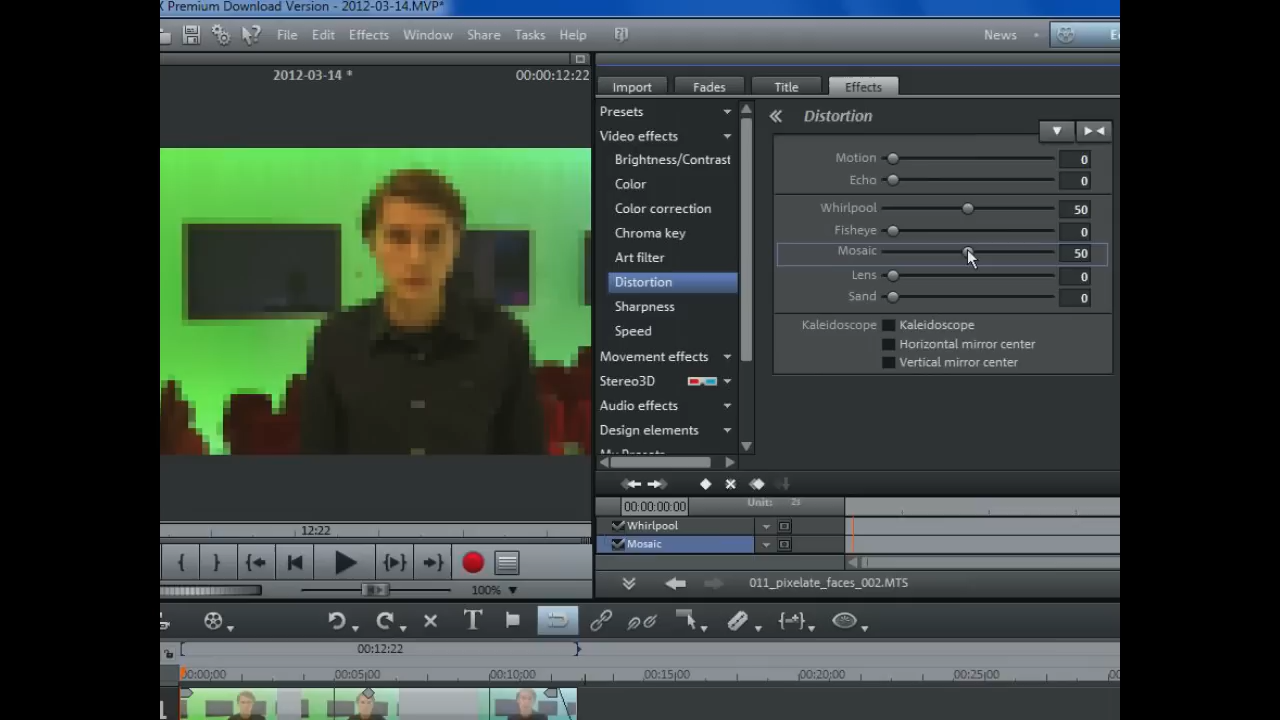 X Premium Download Version - 2012-03-14.MVP*
File Edit Effects Window Share Tasks Help
News
2012-03-14 *
00:00:12:22
Import Fades Title Effects
Presets
Video effects
Brightness/Contrast
Color
Color correction
Chroma key
Art filter
Distortion
Sharpness
Speed
Movement effects
Stereo3D
Audio effects
Design elements
Distortion
Motion 0
Echo 0
Whirlpool 50
Fisheye 0
Mosaic 50
Lens 0
Sand 0
Kaleidoscope Kaleidoscope
Horizontal mirror center
Vertical mirror center
00:00:00:00
Unit: 2s
Whirlpool
Mosaic
12:22
100%
011_pixelate_faces_002.MTS
00:12:22
00:00;00 00:05;00 00:10;00 00:15;00 00:20;00 00:25;00
1